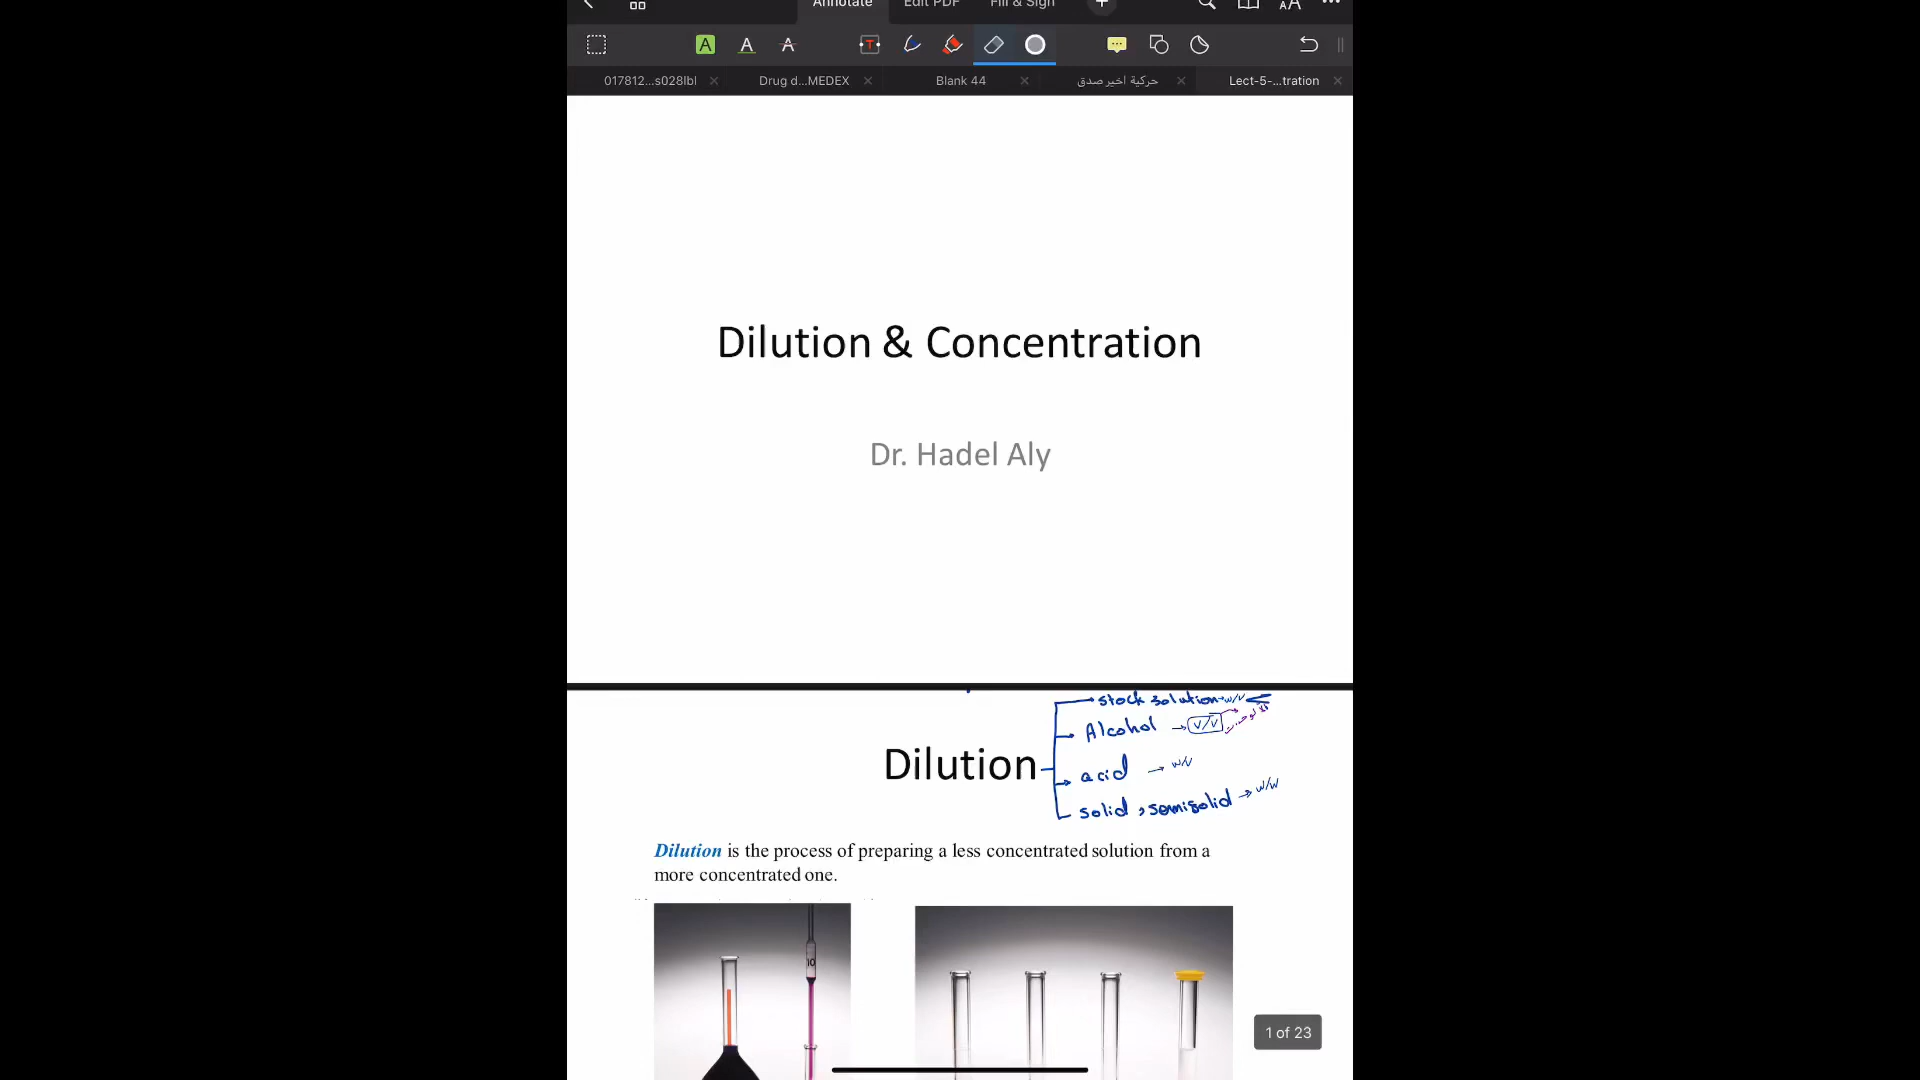 Annotate Edit PDF Fill & Sign
A A A T
017812...s028lbl Drug d...MEDEX Blank 44 حركية اخير صدق Lect-5-...tration
Dilution & Concentration
Dr. Hadel Aly
stock solution → w/v
Alcohol → v/v
Dilution
acid → w/v
solid , semisolid → w/w
Dilution is the process of preparing a less concentrated solution from a
more concentrated one.
10
1 of 23